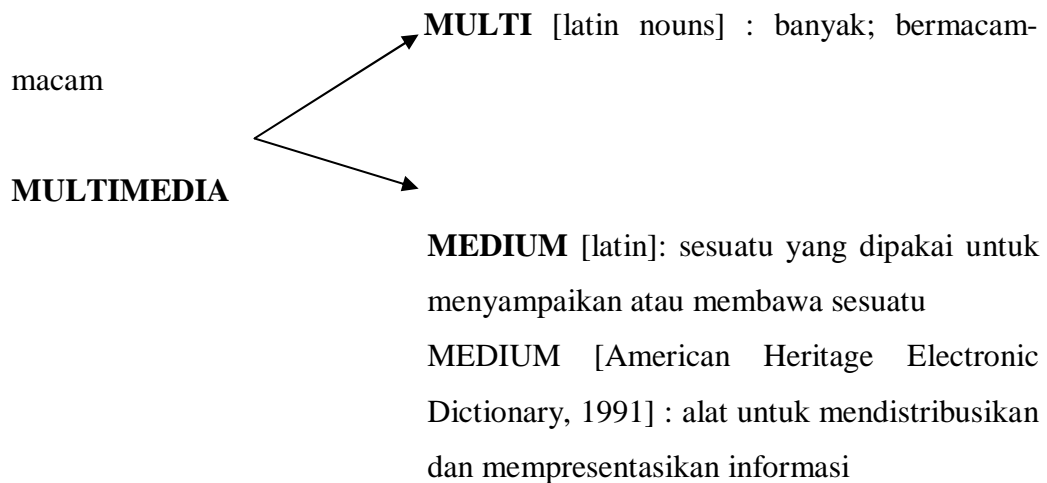 MULTI [latin nouns] : banyak; bermacam-
macam
MULTIMEDIA
MEDIUM [latin]: sesuatu yang dipakai untuk
menyampaikan atau membawa sesuatu
MEDIUM [American Heritage Electronic
Dictionary, 1991] : alat untuk mendistribusikan
dan mempresentasikan informasi